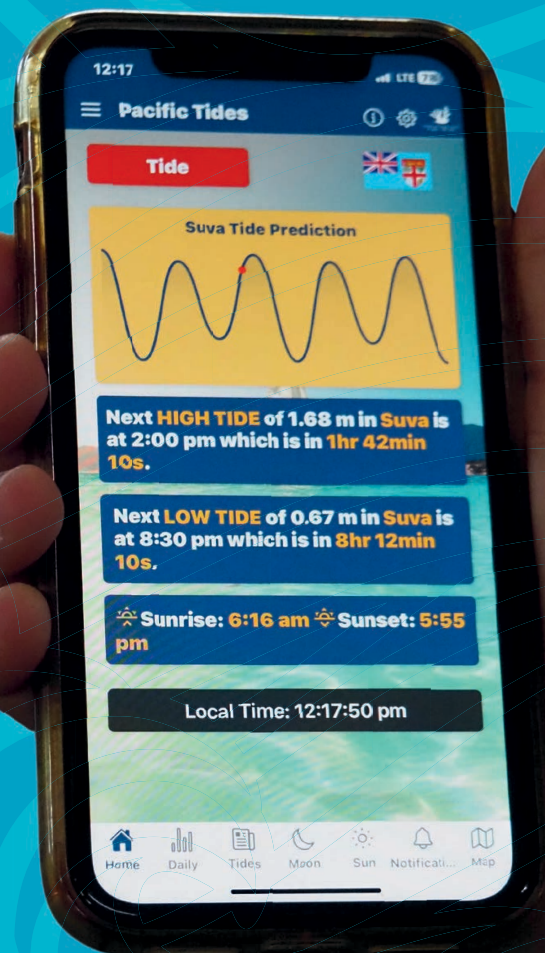 12:17
LTE
Pacific Tides
Tide
Suva Tide Prediction
Next HIGH TIDE of 1.68 m in Suva is
at 2:00 pm which is in 1hr 42min
10s.
Next LOW TIDE of 0.67 m in Suva is
at 8:30 pm which is in 8hr 12min
10s.
Sunrise: 6:16 am Sunset: 5:55
pm
Local Time: 12:17:50 pm
Home Daily Tides Moon Sun Notificati... Map